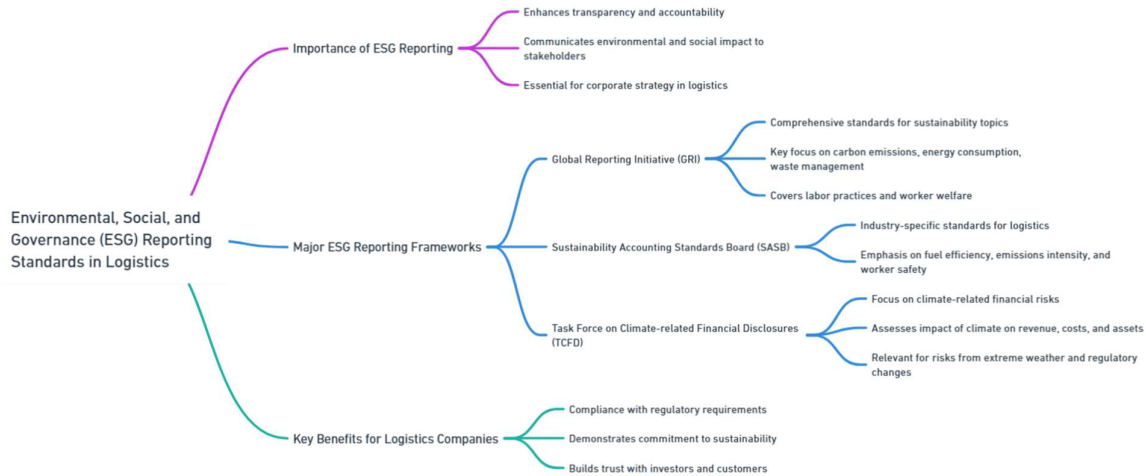 Environmental, Social, and
Governance (ESG) Reporting
Standards in Logistics
Importance of ESG Reporting
Enhances transparency and accountability
Communicates environmental and social impact to
stakeholders
Essential for corporate strategy in logistics
Major ESG Reporting Frameworks
Global Reporting Initiative (GRI)
Comprehensive standards for sustainability topics
Key focus on carbon emissions, energy consumption,
waste management
Covers labor practices and worker welfare
Sustainability Accounting Standards Board (SASB)
Industry-specific standards for logistics
Emphasis on fuel efficiency, emissions intensity, and
worker safety
Task Force on Climate-related Financial Disclosures
(TCFD)
Focus on climate-related financial risks
Assesses impact of climate on revenue, costs, and assets
Relevant for risks from extreme weather and regulatory
changes
Key Benefits for Logistics Companies
Compliance with regulatory requirements
Demonstrates commitment to sustainability
Builds trust with investors and customers